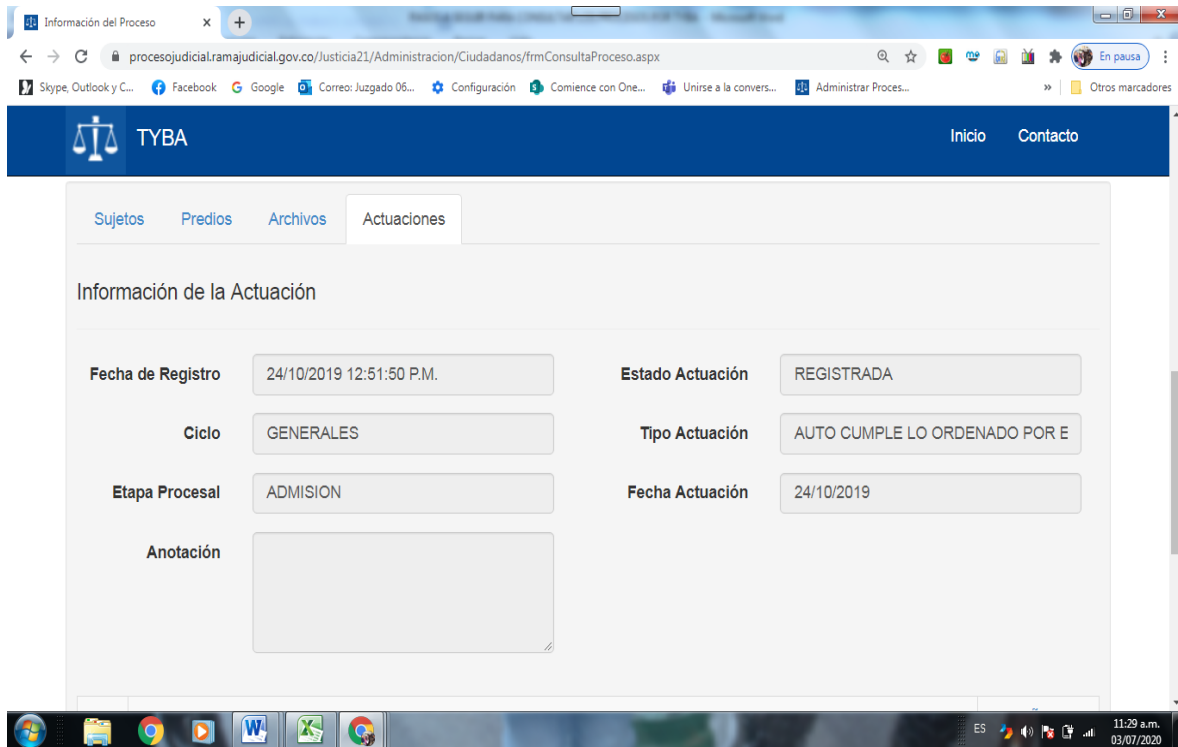 Información del Proceso
procesojudicial.ramajudicial.gov.co/Justicia21/Administracion/Ciudadanos/frmConsultaProceso.aspx
En pausa
Skype, Outlook y C... Facebook Google Correo: Juzgado 06... Configuración Comience con One... Unirse a la convers... Administrar Proces... » Otros marcadores
TYBA Inicio Contacto
Sujetos Predios Archivos Actuaciones
Información de la Actuación
Fecha de Registro 24/10/2019 12:51:50 P.M. Estado Actuación REGISTRADA
Ciclo GENERALES Tipo Actuación AUTO CUMPLE LO ORDENADO POR E
Etapa Procesal ADMISION Fecha Actuación 24/10/2019
Anotación
ES 11:29 a.m.
03/07/2020